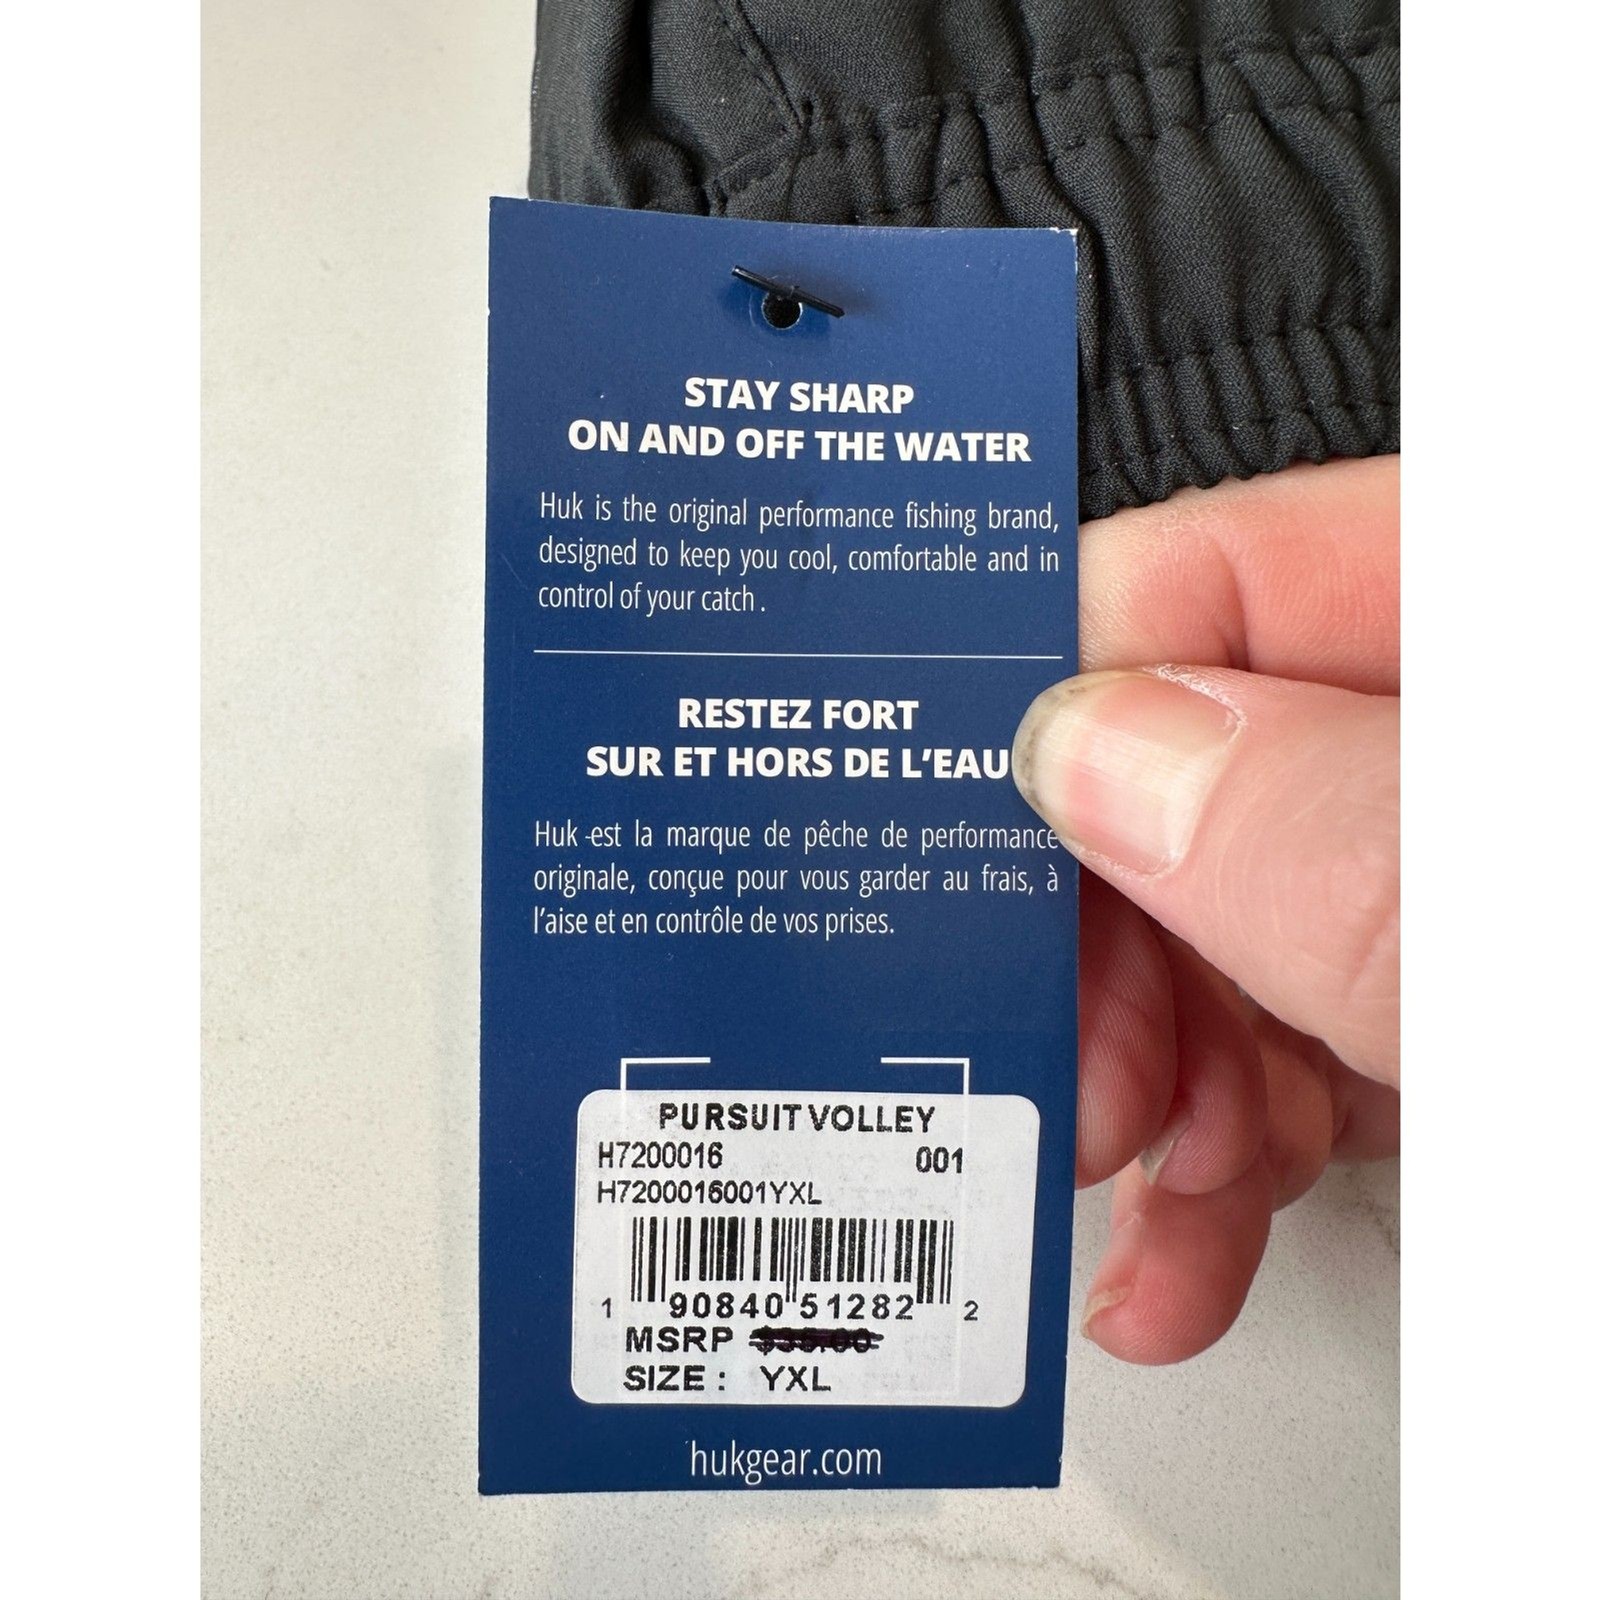 STAY SHARP
ON AND OFF THE WATER
Huk is the original performance fishing brand,
designed to keep you cool, comfortable and in
control of your catch .
RESTEZ FORT
SUR ET HORS DE L'EAU
Huk -est la marque de pêche de performance
originale, conçue pour vous garder au frais, à
l'aise et en contrôle de vos prises.
PURSUIT VOLLEY
H7200016 001
H7200016001YXL
1 90840 51282 2
MSRP $35.00
SIZE : YXL
hukgear.com